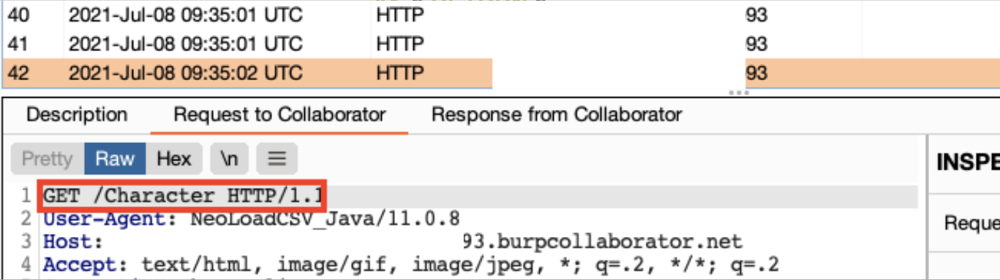 40 2021-Jul-08 09:35:01 UTC HTTP 93
41 2021-Jul-08 09:35:01 UTC HTTP 93
42 2021-Jul-08 09:35:02 UTC HTTP 93
Description Request to Collaborator Response from Collaborator
Pretty Raw Hex \n ≡
INSPE
1 GET /Character HTTP/1.1
2 User-Agent: NeoLoadCSV_Java/11.0.8
Reque
3 Host: 93.burpcollaborator.net
4 Accept: text/html, image/gif, image/jpeg, *; q=.2, */*; q=.2